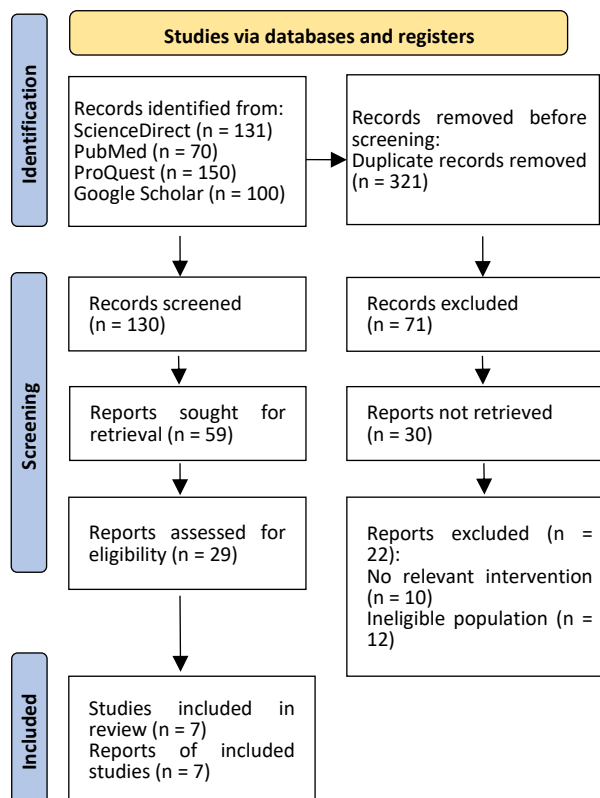 Studies via databases and registers
Identification
Records identified from:
ScienceDirect (n = 131)
PubMed (n = 70)
ProQuest (n = 150)
Google Scholar (n = 100)
Records removed before
screening:
Duplicate records removed
(n = 321)
Screening
Records screened
(n = 130)
Records excluded
(n = 71)
Reports sought for
retrieval (n = 59)
Reports not retrieved
(n = 30)
Reports assessed for
eligibility (n = 29)
Reports excluded (n =
22):
No relevant intervention
(n = 10)
Ineligible population (n =
12)
Included
Studies included in
review (n = 7)
Reports of included
studies (n = 7)